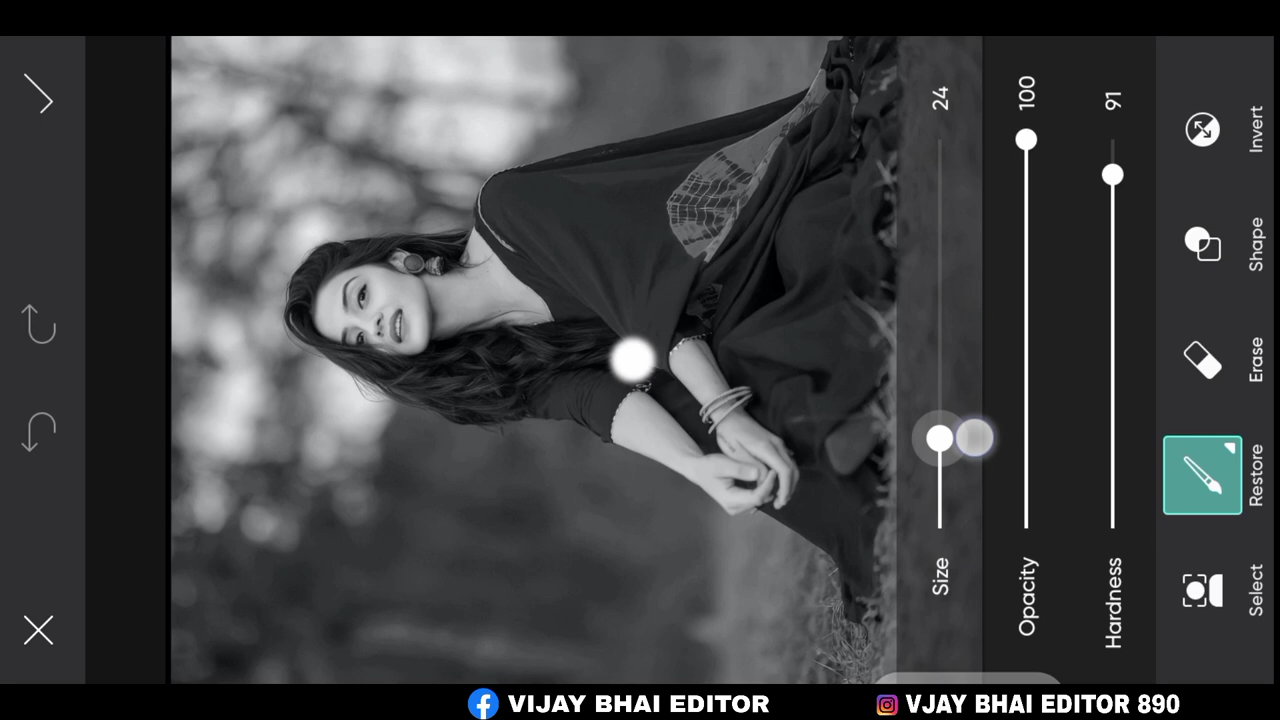 24
100
91
Size
Opacity
Hardness
Invert
Shape
Erase
Restore
Select
VIJAY BHAI EDITOR
VJAY BHAI EDITOR 890